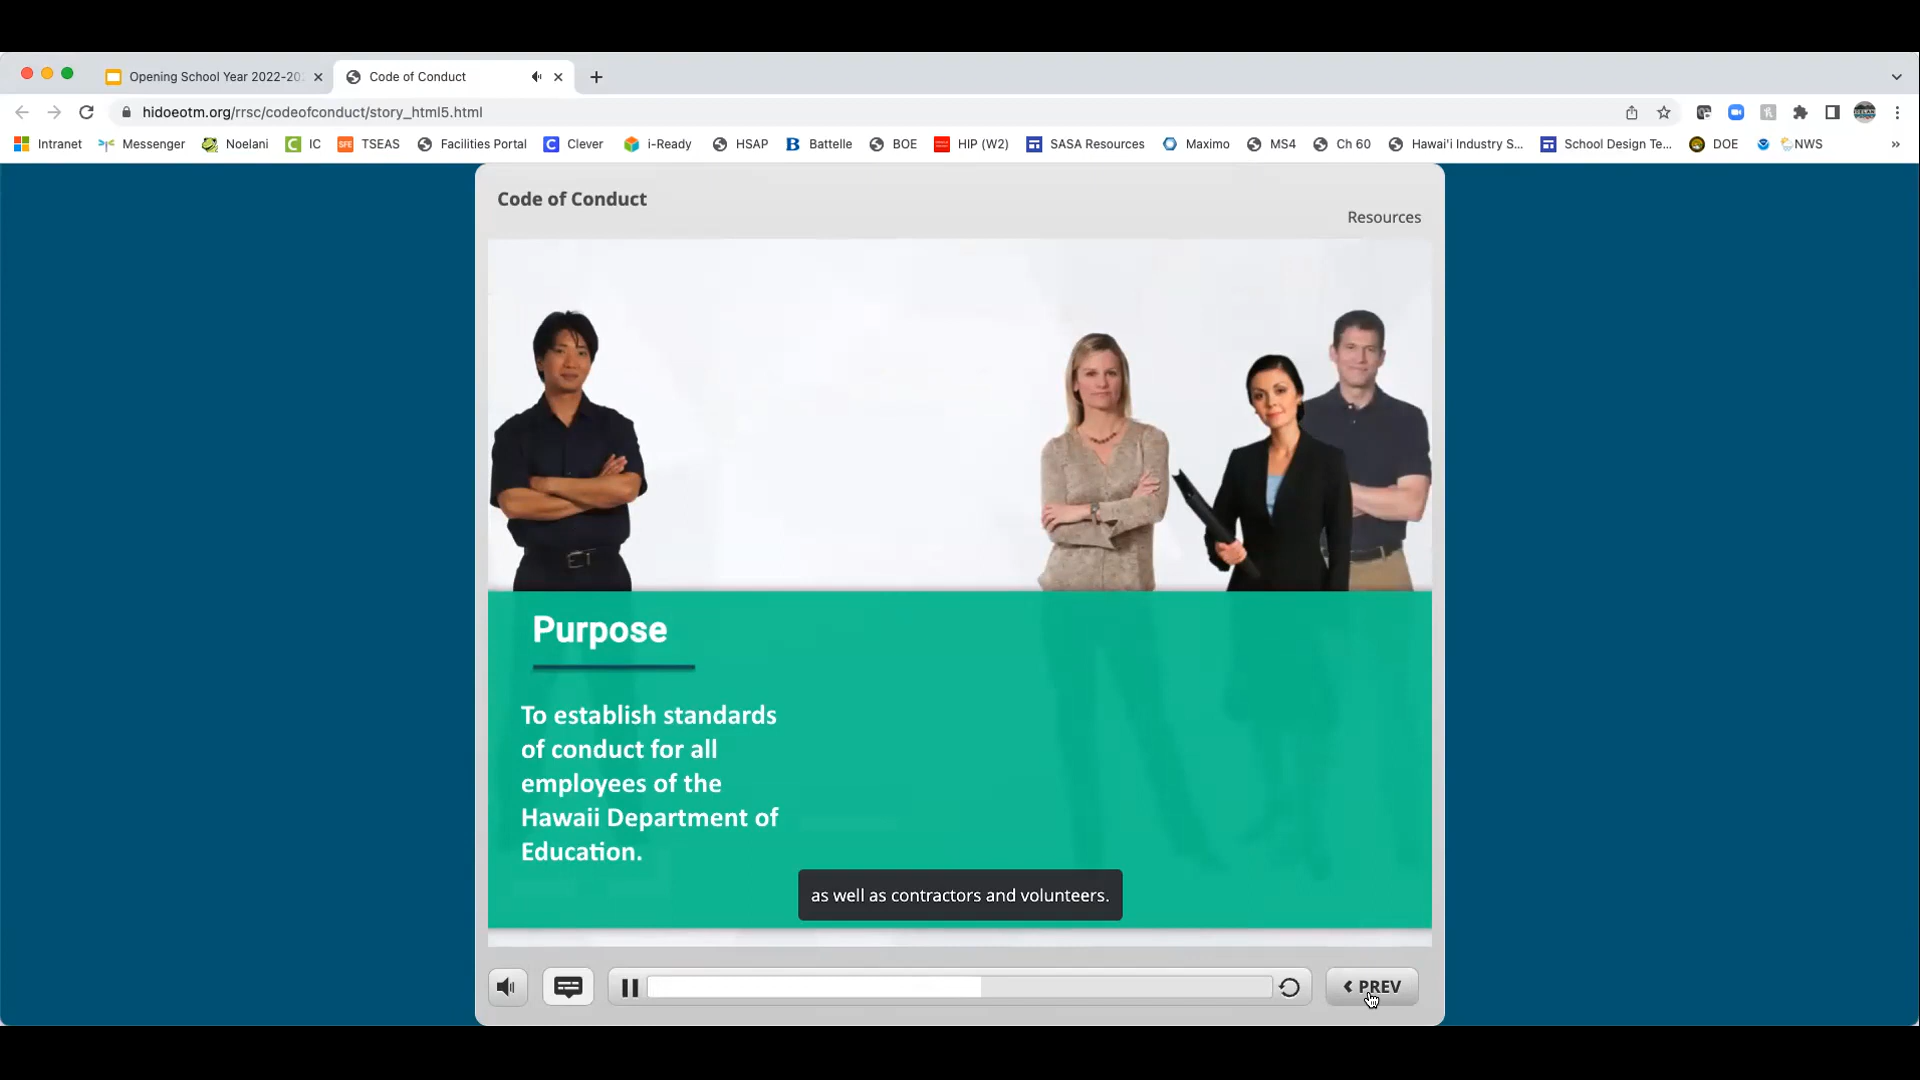 Opening School Year 2022-20
Code of Conduct
hidoeotm.org/rrsc/codeofconduct/story_html5.html
Intranet
Messenger
Noelani
IC
TSEAS
Facilities Portal
Clever
i-Ready
HSAP
Battelle
BOE
HIP (W2)
SASA Resources
Maximo
MS4
Ch 60
Hawai'i Industry S...
School Design Te...
DOE
NWS
»
Code of Conduct
Resources
Purpose
To establish standards
of conduct for all
employees of the
Hawaii Department of
Education.
as well as contractors and volunteers.
PREV